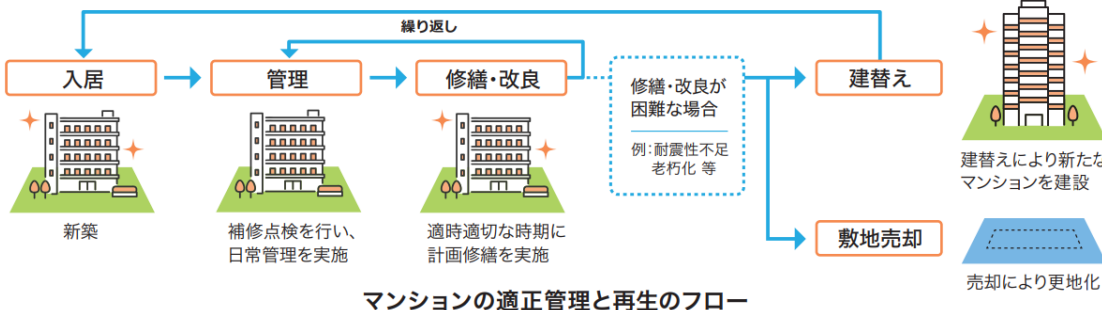 繰り返し
入居
管理
修繕・改良
修繕・改良が
困難な場合
例：耐震性不足
老朽化 等
建替え
敷地売却
新築
補修点検を行い、
日常管理を実施
適時適切な時期に
計画修繕を実施
建替えにより新たな
マンションを建設
売却により更地化
マンションの適正管理と再生のフロー